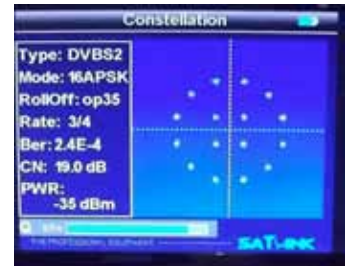 Constellation
Type: DVBS2
Mode: 16APSK
RollOff: op35
Rate: 3/4
Ber: 2.4E-4
CN: 19.0 dB
PWR:
-35 dBm
Q
SATLINK